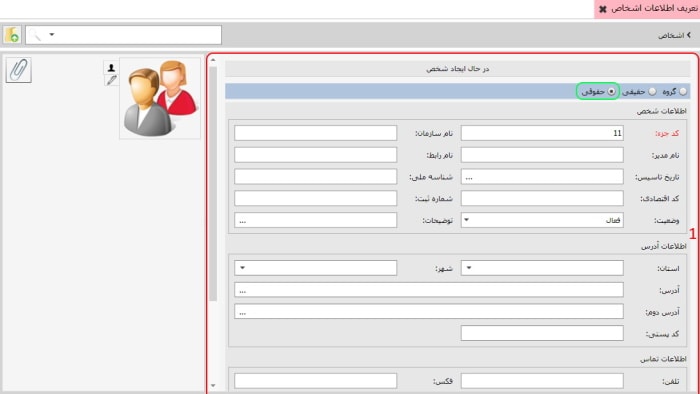 تعریف اطلاعات اشخاص
اشخاص
در حال ایجاد شخص
گروه حقیقی حقوقی
اطلاعات شخص
کد جزء: 11 نام سازمان:
نام مدیر: نام رابط:
تاریخ تاسیس: ... شناسه ملی:
کد اقتصادی: شماره ثبت:
وضعیت: فعال توضیحات: ...
1
اطلاعات آدرس
استان: شهر:
آدرس: ...
آدرس دوم: ...
کد پستی:
اطلاعات تماس
تلفن: فکس: